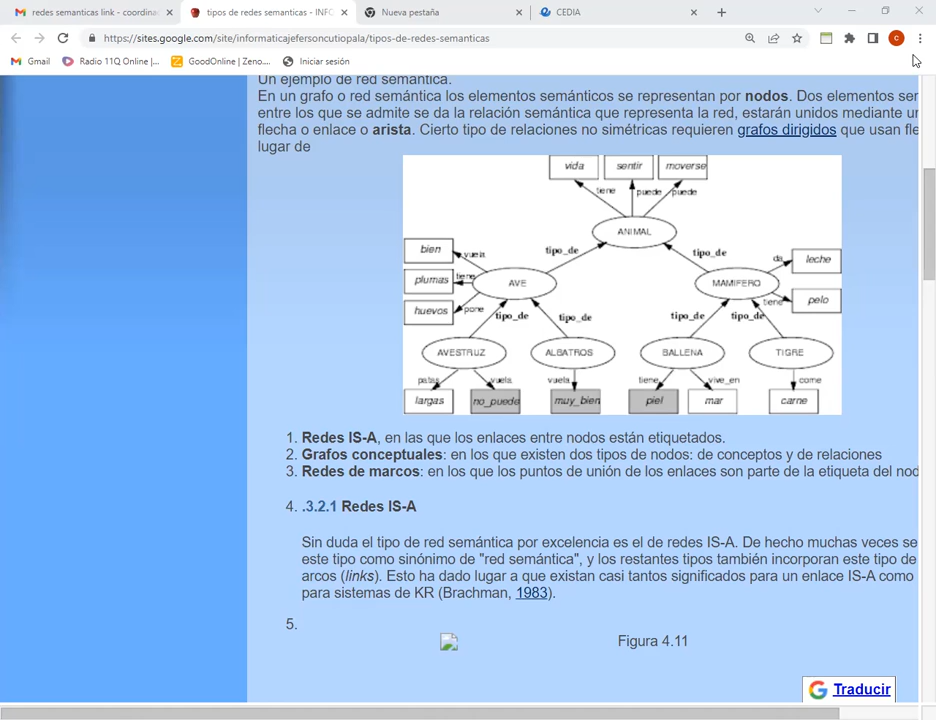 redes semanticas link - coordina
tipos de redes semanticas - INFO
Nueva pestaña
CEDIA
https://sites.google.com/site/informaticajefersoncutiopala/tipos-de-redes-semanticas
c
Gmail
Radio 11Q Online |...
GoodOnline | Zeno....
Iniciar sesión
Un ejemplo de red semántica.
En un grafo o red semántica los elementos semánticos se representan por nodos. Dos elementos ser
entre los que se admite se da la relación semántica que representa la red, estarán unidos mediante ur
flecha o enlace o arista. Cierto tipo de relaciones no simétricas requieren grafos dirigidos que usan fle
lugar de
vida sentir moverse
tiene puede puede
ANIMAL
bien vuela tipo_de tipo_de da leche
plumas tiene AVE MAMIFERO
tiene pelo
huevos pone tipo_de tipo_de tipo_de tipo_de
AVESTRUZ ALBATROS BALLENA TIGRE
patas vuela vuela tiene vive_en come
largas no_puede muy_bien piel mar carne
1. Redes IS-A, en las que los enlaces entre nodos están etiquetados.
2. Grafos conceptuales: en los que existen dos tipos de nodos: de conceptos y de relaciones
3. Redes de marcos: en los que los puntos de unión de los enlaces son parte de la etiqueta del nod
4. .3.2.1 Redes IS-A
Sin duda el tipo de red semántica por excelencia es el de redes IS-A. De hecho muchas veces se
este tipo como sinónimo de "red semántica", y los restantes tipos también incorporan este tipo de
arcos (links). Esto ha dado lugar a que existan casi tantos significados para un enlace IS-A como
para sistemas de KR (Brachman, 1983).
5.
Figura 4.11
Traducir